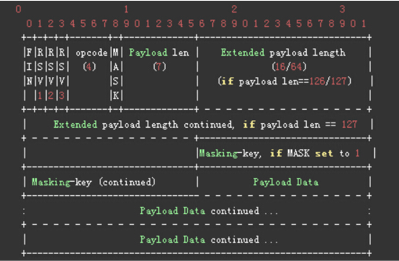 0                   1                   2                   3
0 1 2 3 4 5 6 7 8 9 0 1 2 3 4 5 6 7 8 9 0 1 2 3 4 5 6 7 8 9 0 1
+-+-+-+-+-------+-+-------------+-------------------------------+
|F|R|R|R| opcode|M| Payload len | Extended payload length |
|I|S|S|S| (4) |A| (7) | (16/64) |
|N|V|V|V| |S| | (if payload len==126/127) |
| |1|2|3| |K| | |
+-+-+-+-+-------+-+-------------+ - - - - - - - - - - - - - - - +
| Extended payload length continued, if payload len == 127 |
+ - - - - - - - - - - - - - - - +-------------------------------+
| |Masking-key, if MASK set to 1 |
+-------------------------------+-------------------------------+
| Masking-key (continued) | Payload Data |
+-------------------------------- - - - - - - - - - - - - - - - +
: Payload Data continued ... :
+ - - - - - - - - - - - - - - - - - - - - - - - - - - - - - - - +
| Payload Data continued ... |
+---------------------------------------------------------------+